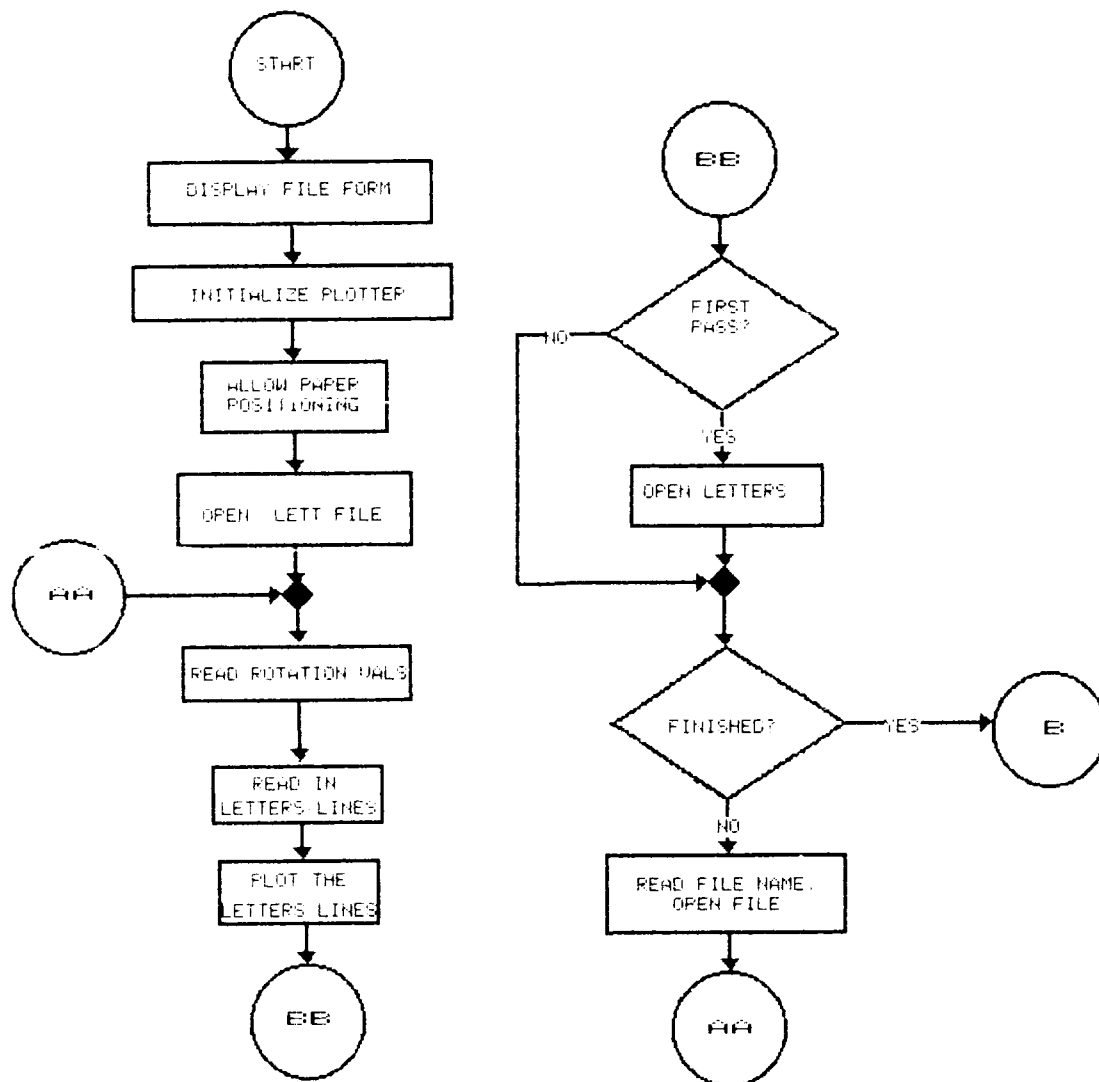 START
DISPLAY FILE FORM
INITIALIZE PLOTTER
ALLOW PAPER
POSITIONING
OPEN LETT FILE
AA
READ ROTATION VALS
READ IN
LETTERS LINES
PLOT THE
LETTERS LINES
BB
BB
FIRST
PASS?
NO
YES
OPEN LETTERS
FINISHED?
YES
B
NO
READ FILE NAME.
OPEN FILE
AA